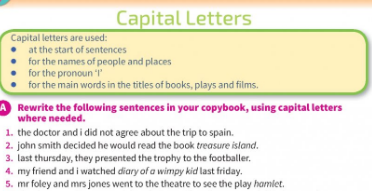 Capital Letters
Capital letters are used:
• at the start of sentences
• for the names of people and places
• for the pronoun ‘I’
• for the main words in the titles of books, plays and films.
A Rewrite the following sentences in your copybook, using capital letters
where needed.
1. the doctor and i did not agree about the trip to spain.
2. john smith decided he would read the book treasure island.
3. last thursday, they presented the trophy to the footballer.
4. my friend and i watched diary of a wimpy kid last friday.
5. mr foley and mrs jones went to the theatre to see the play hamlet.